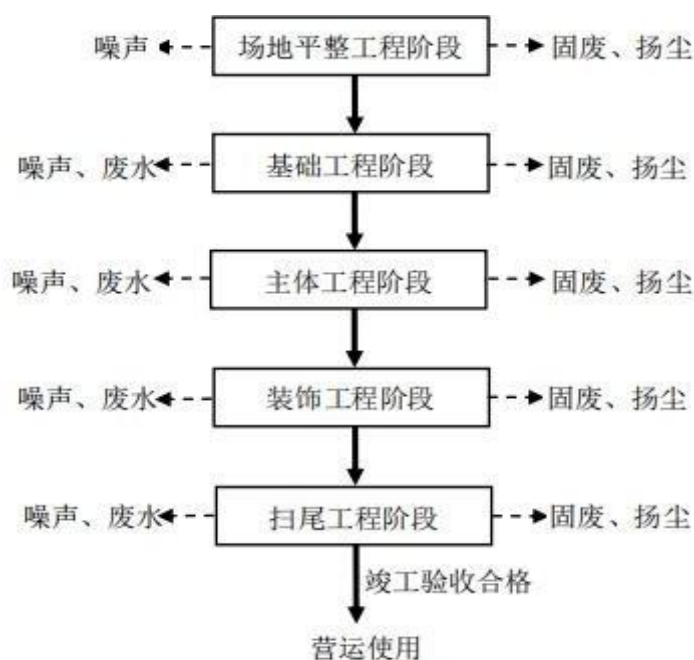 噪声 场地平整工程阶段 固废、扬尘
噪声、废水 基础工程阶段 固废、扬尘
噪声、废水 主体工程阶段 固废、扬尘
噪声、废水 装饰工程阶段 固废、扬尘
噪声、废水 扫尾工程阶段 固废、扬尘
竣工验收合格
营运使用